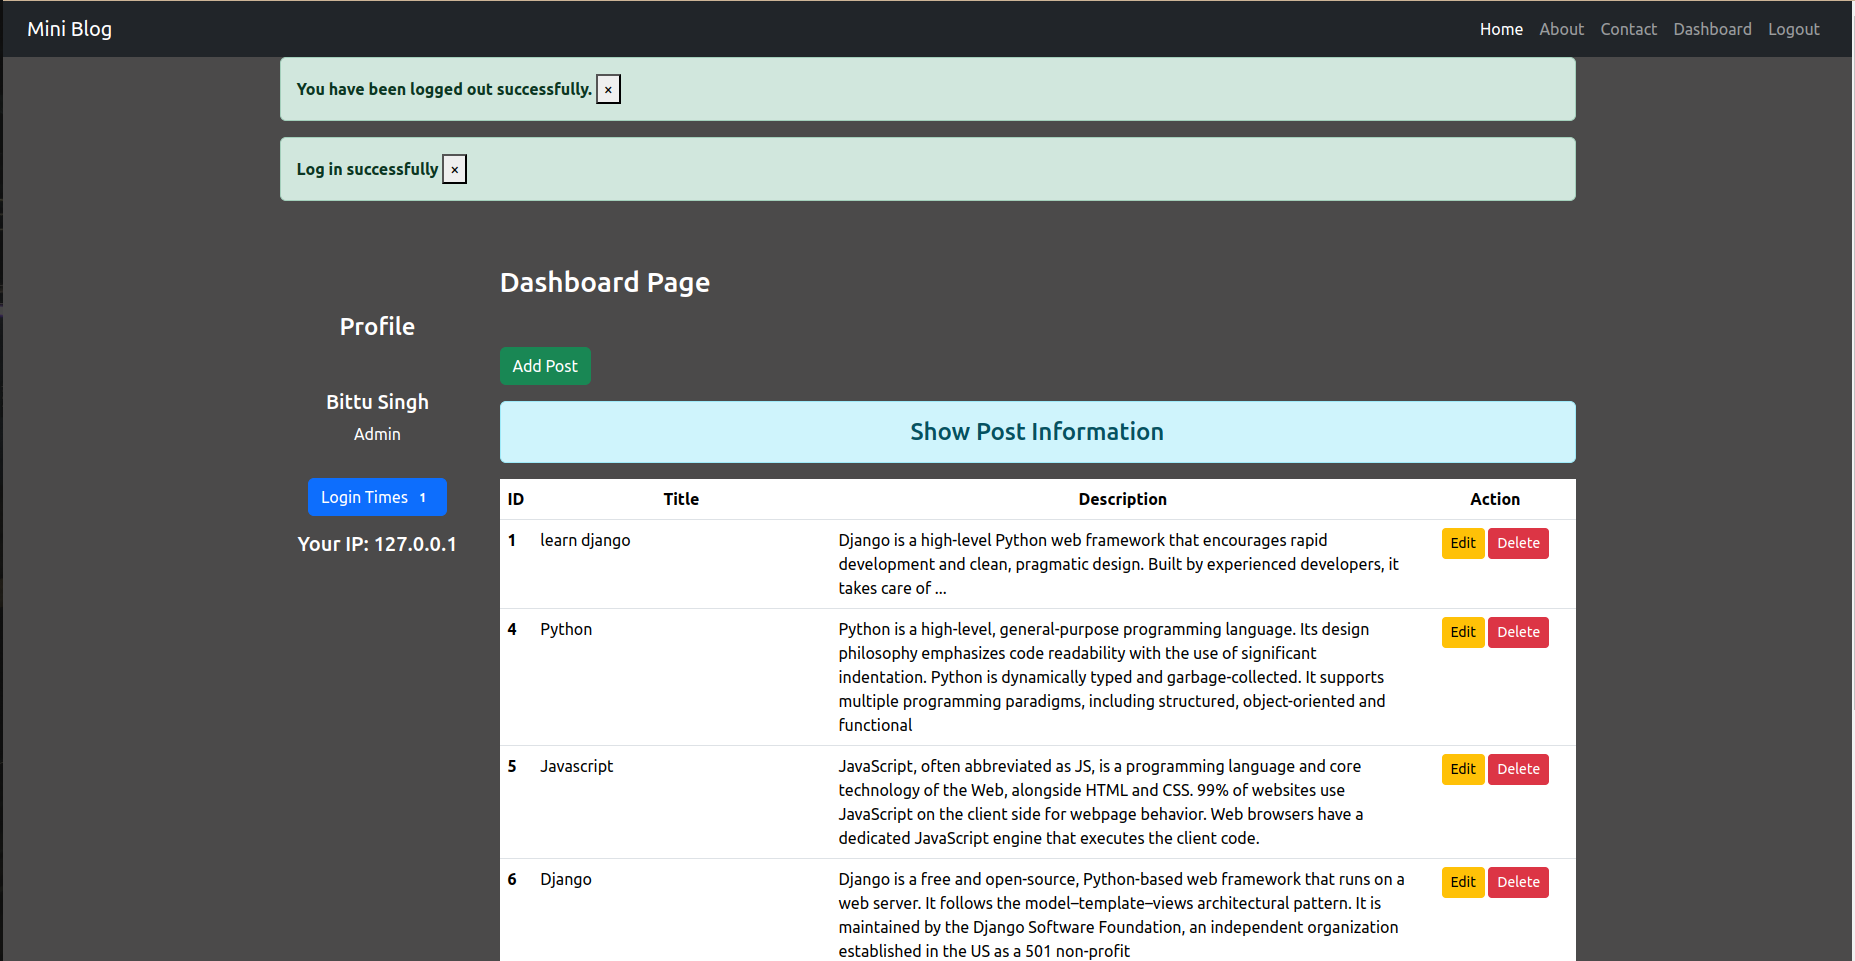 Mini Blog
Home About Contact Dashboard Logout
You have been logged out successfully. ×
Log in successfully ×
Dashboard Page
Profile
Add Post
Bittu Singh
Admin
Login Times 1
Your IP: 127.0.0.1
Show Post Information
ID Title Description Action
1 learn django Django is a high-level Python web framework that encourages rapid Edit Delete
development and clean, pragmatic design. Built by experienced developers, it
takes care of ...
4 Python Python is a high-level, general-purpose programming language. Its design Edit Delete
philosophy emphasizes code readability with the use of significant
indentation. Python is dynamically typed and garbage-collected. It supports
multiple programming paradigms, including structured, object-oriented and
functional
5 Javascript JavaScript, often abbreviated as JS, is a programming language and core Edit Delete
technology of the Web, alongside HTML and CSS. 99% of websites use
JavaScript on the client side for webpage behavior. Web browsers have a
dedicated JavaScript engine that executes the client code.
6 Django Django is a free and open-source, Python-based web framework that runs on a Edit Delete
web server. It follows the model–template–views architectural pattern. It is
maintained by the Django Software Foundation, an independent organization
established in the US as a 501 non-profit